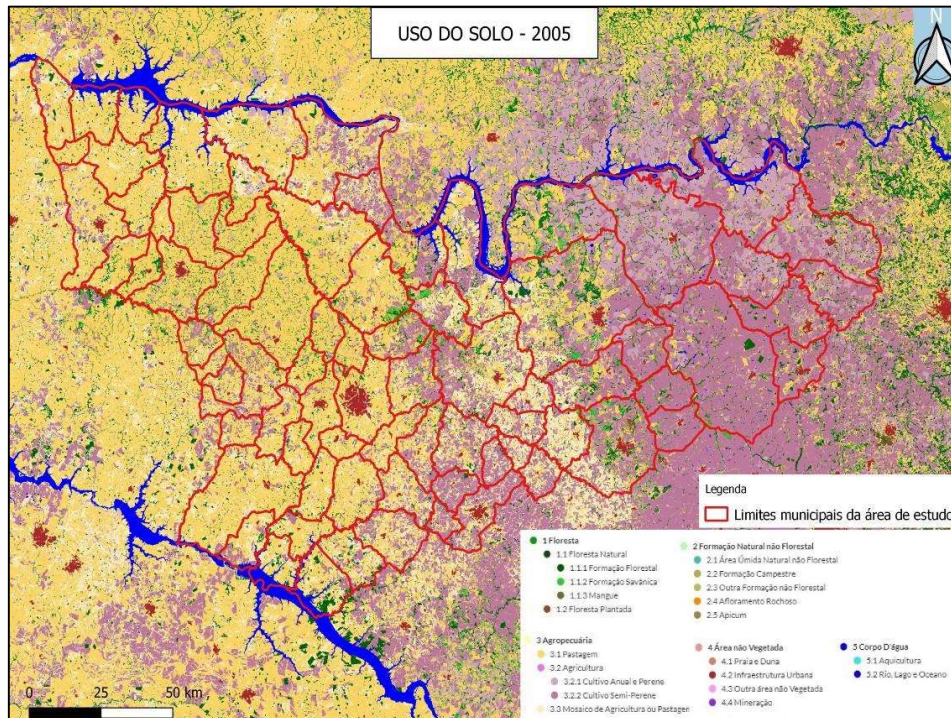 USO DO SOLO - 2005
N
Legenda
Limites municipais da área de estudo
1 Floresta
1.1 Floresta Natural
1.1.1 Formação Florestal
1.1.2 Formação Savânica
1.1.3 Mangue
1.2 Floresta Plantada
2 Formação Natural não Florestal
2.1 Área Úmida Natural não Florestal
2.2 Formação Campestre
2.3 Outra Formação não Florestal
2.4 Afloramento Rochoso
2.5 Apicum
3 Agropecuária
3.1 Pastagem
3.2 Agricultura
3.2.1 Cultivo Anual e Perene
3.2.2 Cultivo Semi-Perene
3.3 Mosaico de Agricultura ou Pastagem
4 Área não Vegetada
4.1 Praia e Duna
4.2 Infraestrutura Urbana
4.3 Outra área não Vegetada
4.4 Mineração
5 Corpo D'água
5.1 Aquicultura
5.2 Rio, Lago e Oceano
0 25 50 km